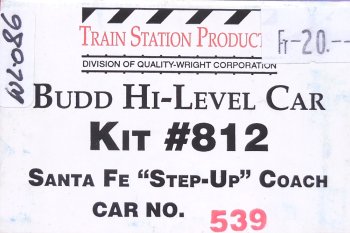 TRAIN STATION PRODUCT
DIVISION OF QUALITY-WRIGHT CORPORATION
Fr-20.--
BUDD HI-LEVEL CAR
KIT #812
SANTA FE “STEP-UP” COACH
CAR NO. 539